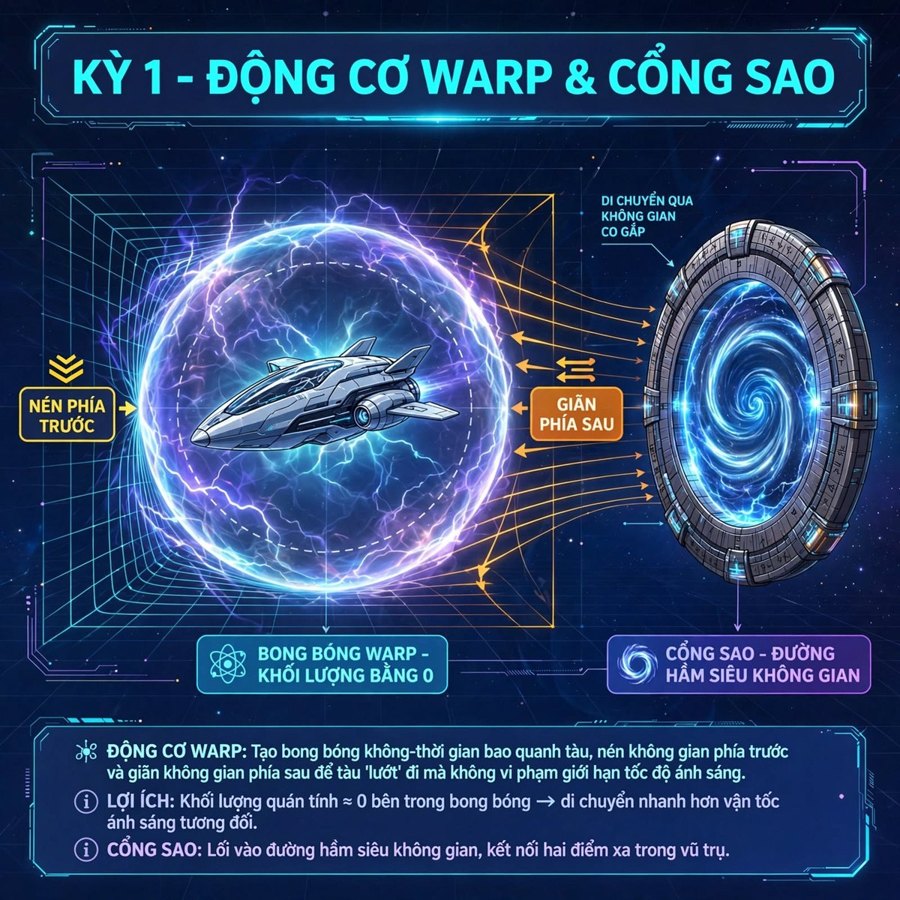 KỲ 1 - ĐỘNG CƠ WARP & CỔNG SAO
DI CHUYỂN QUA
KHÔNG GIAN
CO GẮP
NÉN PHÍA
TRƯỚC
GIÃN
PHÍA SAU
BONG BÓNG WARP -
KHỐI LƯỢNG BẰNG 0
CỔNG SAO - ĐƯỜNG
HẦM SIÊU KHÔNG GIAN
ĐỘNG CƠ WARP: Tạo bong bóng không-thời gian bao quanh tàu, nén không gian phía trước
và giãn không gian phía sau để tàu 'lướt' đi mà không vi phạm giới hạn tốc độ ánh sáng.
LỢI ÍCH: Khối lượng quán tính ≈ 0 bên trong bong bóng → di chuyển nhanh hơn vận tốc
ánh sáng tương đối.
CỔNG SAO: Lối vào đường hầm siêu không gian, kết nối hai điểm xa trong vũ trụ.